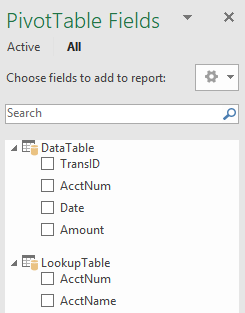 PivotTable Fields
Active All
Choose fields to add to report:
Search
DataTable
TransID
AcctNum
Date
Amount
LookupTable
AcctNum
AcctName